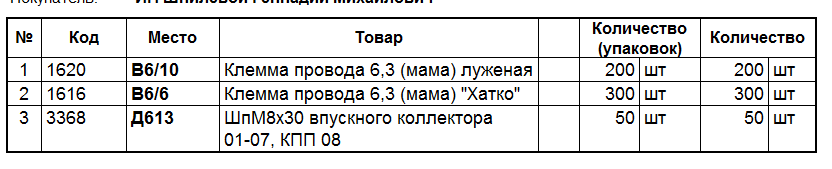 № Код Место Товар Количество (упаковок) Количество
1 1620 В6/10 Клемма провода 6,3 (мама) луженая 200 шт 200 шт
2 1616 В6/6 Клемма провода 6,3 (мама) "Хатко" 300 шт 300 шт
3 3368 Д613 ШпМ8х30 впускного коллектора 50 шт 50 шт
01-07, КПП 08